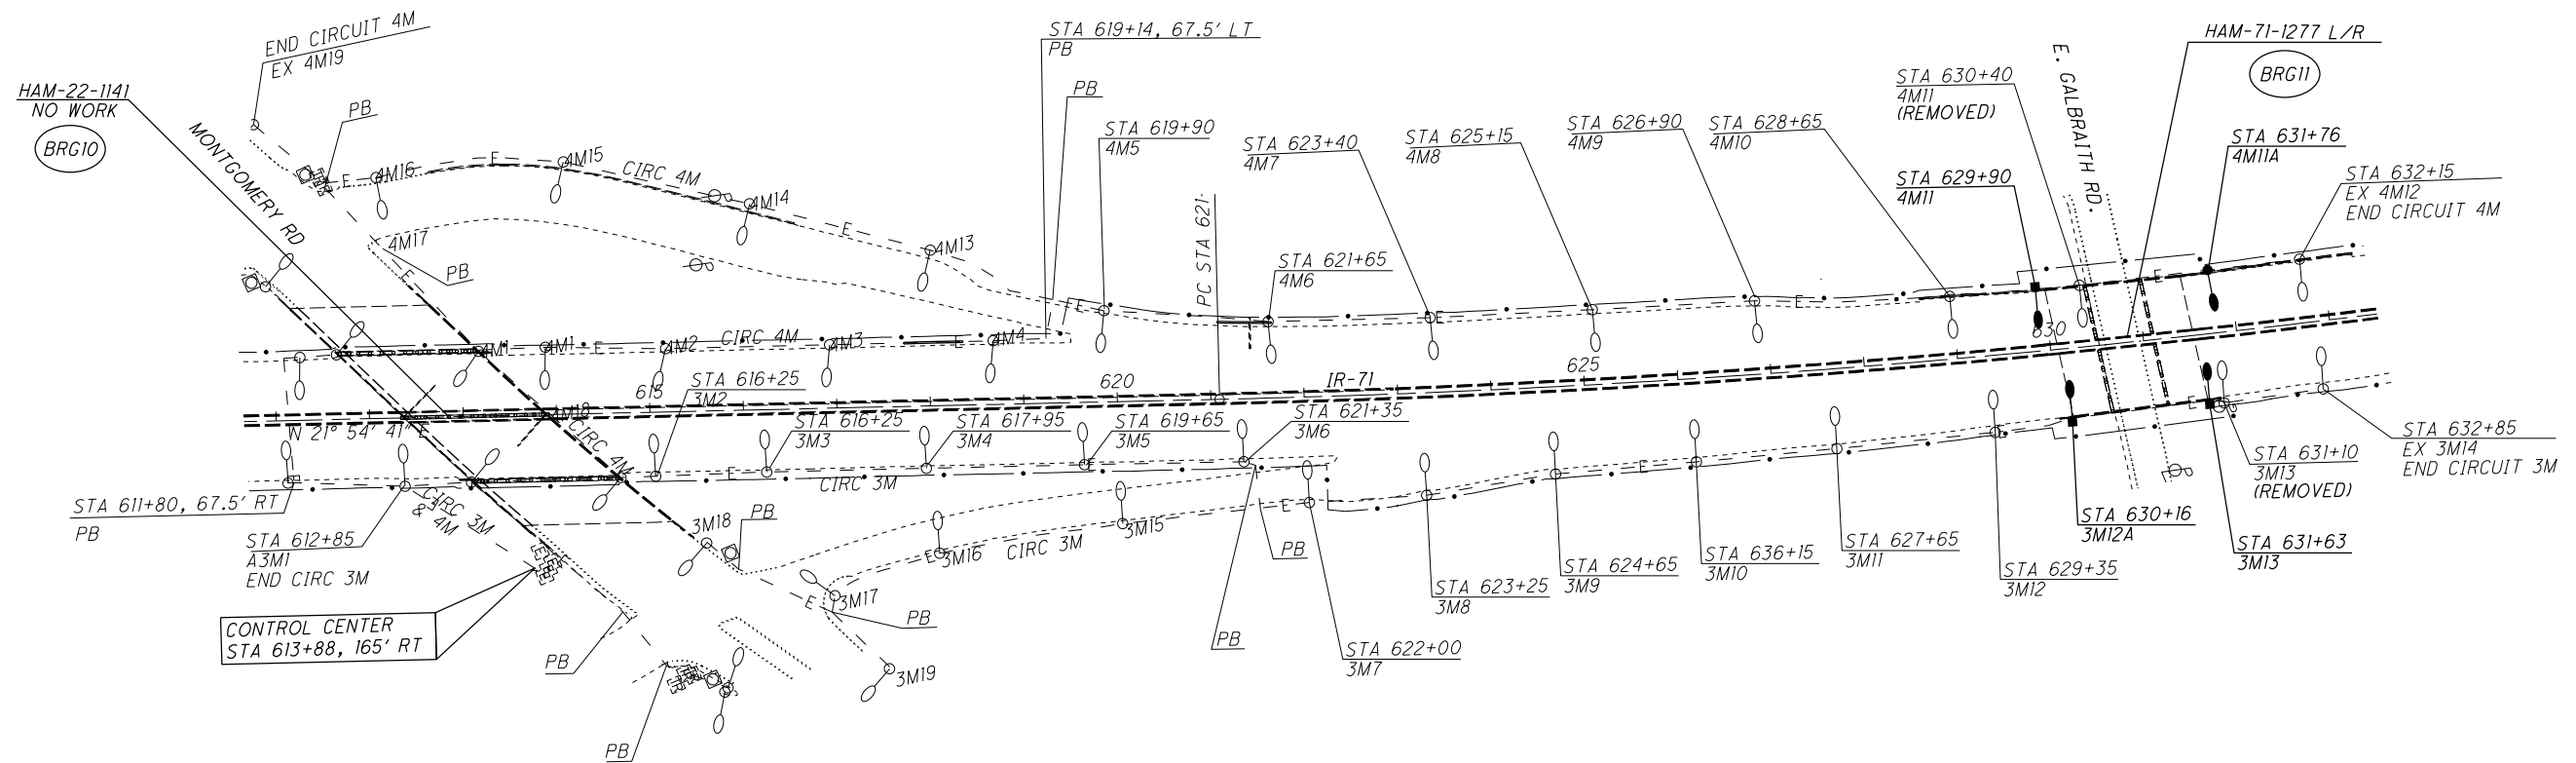 END CIRCUIT 4M
EX 4M19
HAM-22-1141
NO WORK
BRG10
MONTGOMERY RD
PB
E
4M16
4M15
CIRC 4M
4M14
E
4M13
4M17
PB
E
STA 619+14, 67.5' LT
PB
PB
STA 619+90
4M5
STA 623+40
4M7
STA 625+15
4M8
STA 626+90
4M9
STA 628+65
4M10
STA 630+40
4M11
(REMOVED)
STA 629+90
4M11
E. GALBRAITH RD.
HAM-71-1277 L/R
BRG11
STA 631+76
4M11A
STA 632+15
EX 4M12
END CIRCUIT 4M
PC STA 621
STA 621+65
4M6
E
E
E
E
E
4M1
4M1
E
4M2
CIRC 4M
4M3
E
4M4
630
625
620
615
IR-71
N 21° 54' 41" E
4M18
CIRC 4M
STA 616+25
3M2
STA 616+25
3M3
STA 617+95
3M4
STA 619+65
3M5
STA 621+35
3M6
E
E
CIRC 3M
E
E
STA 611+80, 67.5' RT
PB
STA 612+85
A3M1
END CIRC 3M
CIRC 3M
& 4M
CONTROL CENTER
STA 613+88, 165' RT
3M18
PB
E
3M16
CIRC 3M
3M15
E
PB
PB
E
3M17
PB
3M19
PB
PB
STA 622+00
3M7
STA 623+25
3M8
STA 624+65
3M9
STA 636+15
3M10
STA 627+65
3M11
STA 629+35
3M12
STA 630+16
3M12A
STA 631+63
3M13
STA 631+10
3M13
(REMOVED)
STA 632+85
EX 3M14
END CIRCUIT 3M